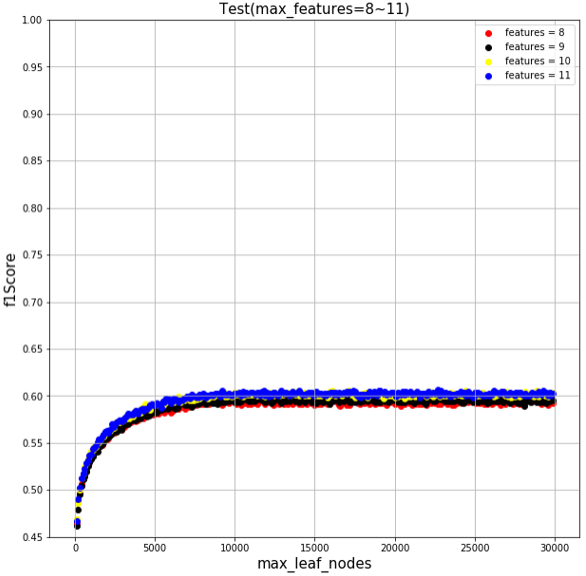 Test(max_features=8~11)
features = 8
features = 9
features = 10
features = 11
f1Score
1.00
0.95
0.90
0.85
0.80
0.75
0.70
0.65
0.60
0.55
0.50
0.45
0 5000 10000 15000 20000 25000 30000
max_leaf_nodes